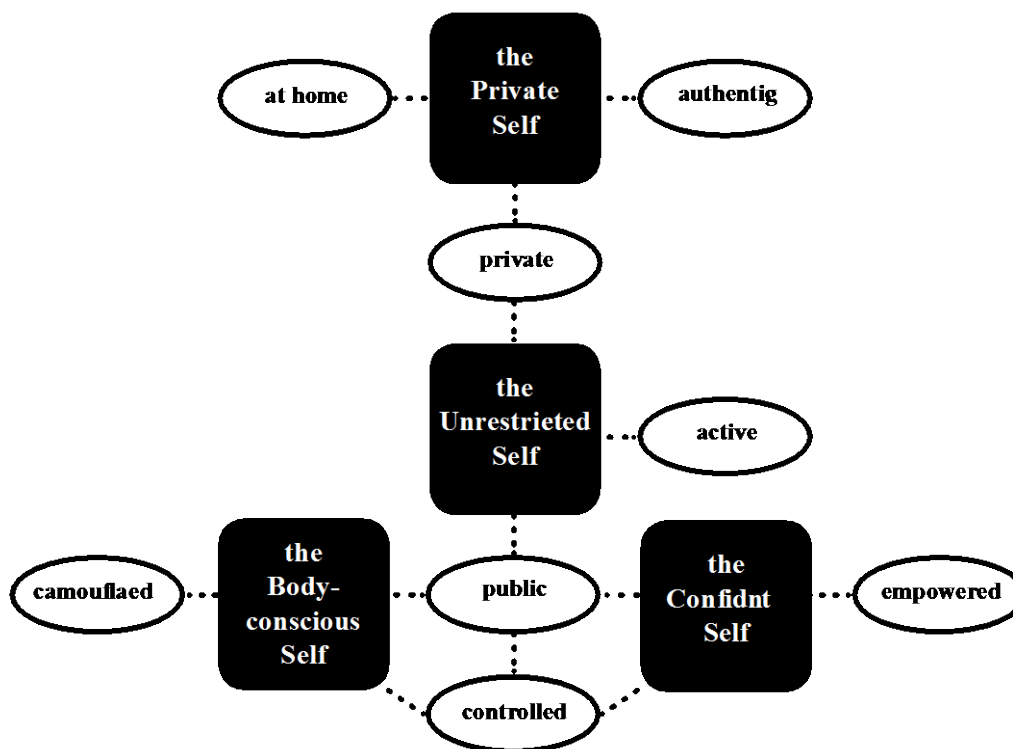 the
Private
Self
at home
authentig
private
the
Unrestrieted
Self
active
the
Body-
conscious
Self
camouflaed
public
the
Confidnt
Self
empowered
controlled